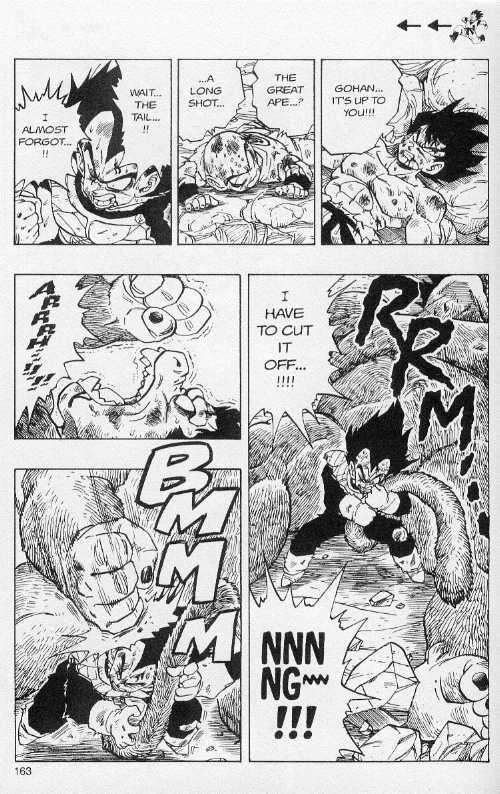 GOHAN...
IT'S UP TO
YOU!!!
THE
GREAT
APE...?
...A
LONG
SHOT...
WAIT...
THE
TAIL...
!!
I
ALMOST
FORGOT...
!!
I
HAVE
TO CUT
IT
OFF...
!!!!
RRM!!
NNN
NG~~
!!!
ARRRH~!!!!
BMMMM
163